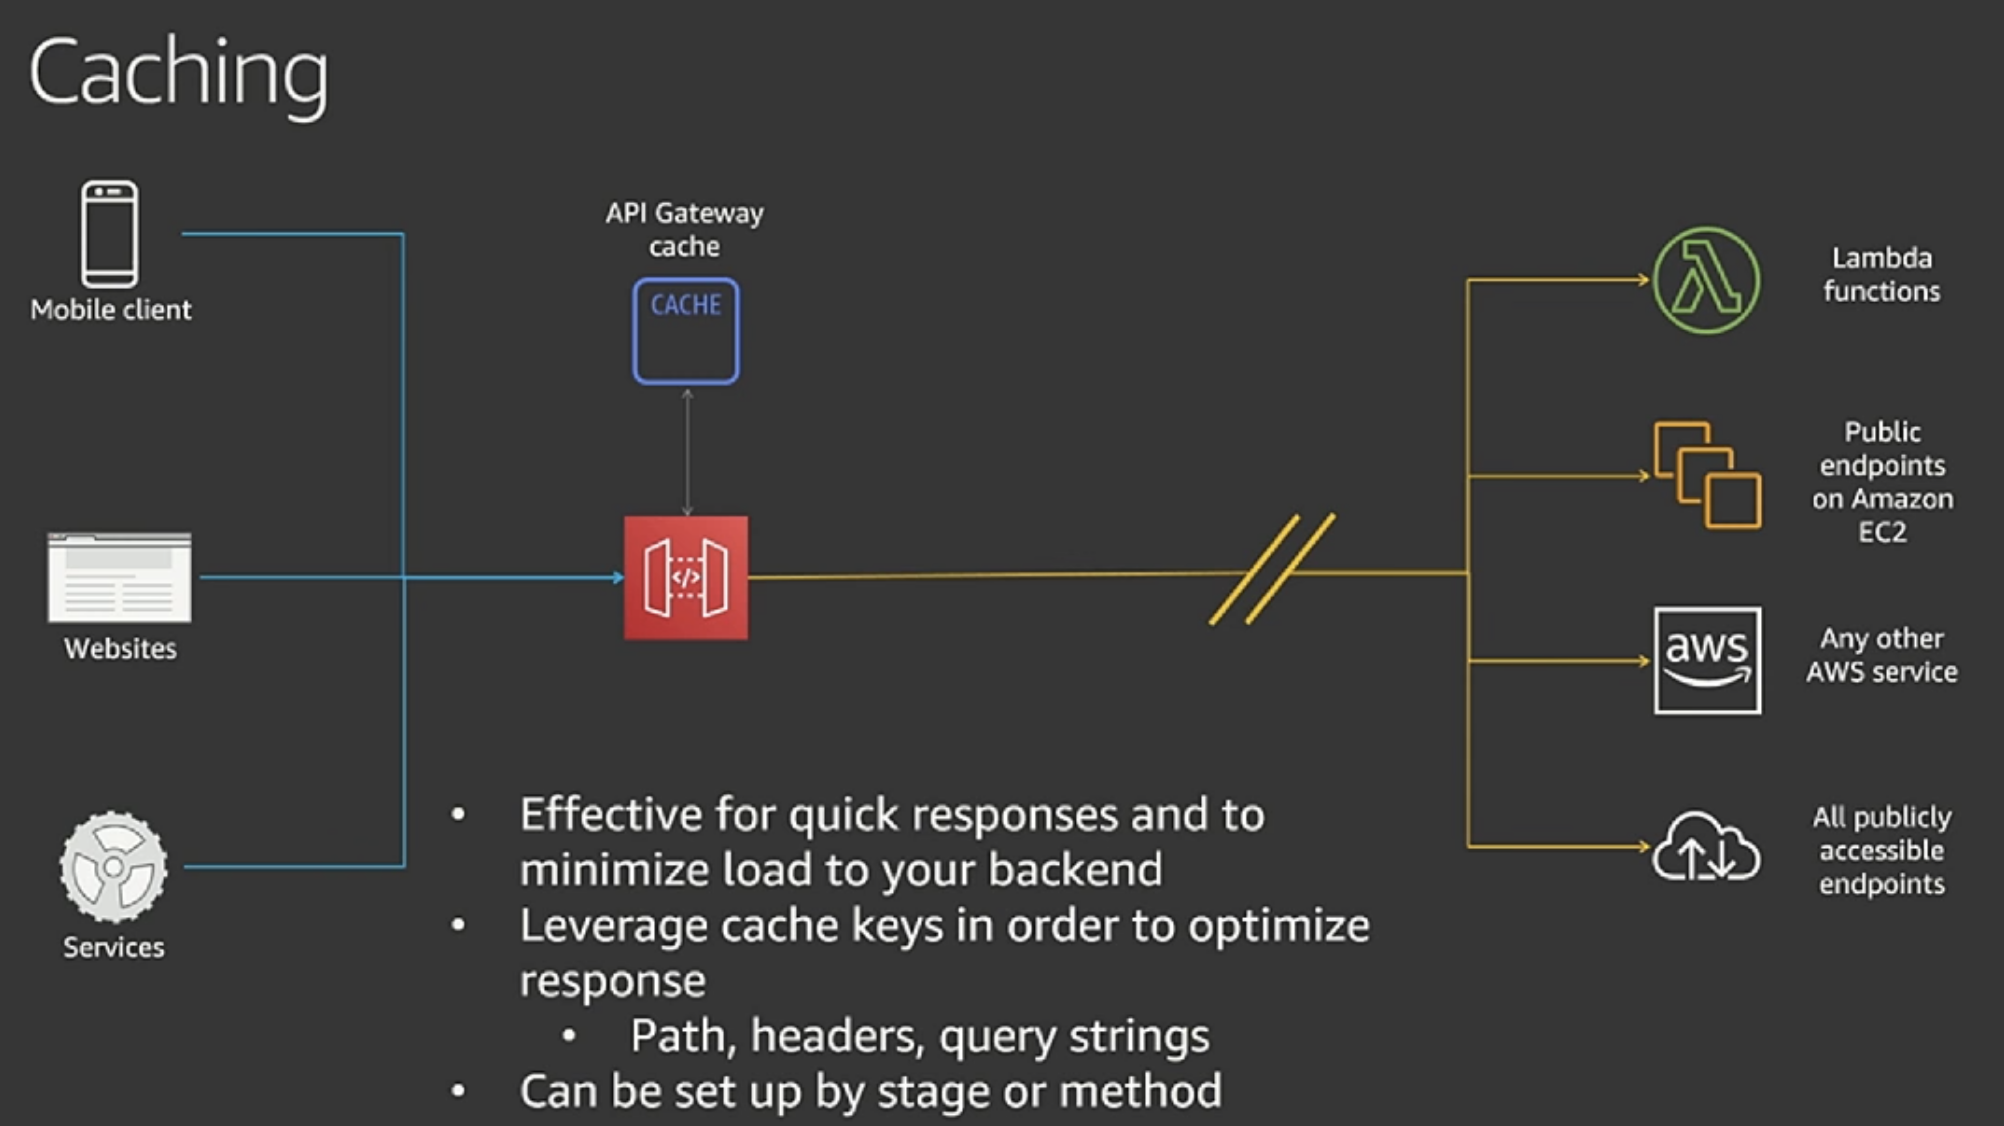 Caching
Mobile client
Websites
Services
API Gateway
cache
CACHE
</>
Lambda
functions
Public
endpoints
on Amazon
EC2
aws
Any other
AWS service
All publicly
accessible
endpoints
• Effective for quick responses and to
minimize load to your backend
• Leverage cache keys in order to optimize
response
• Path, headers, query strings
• Can be set up by stage or method